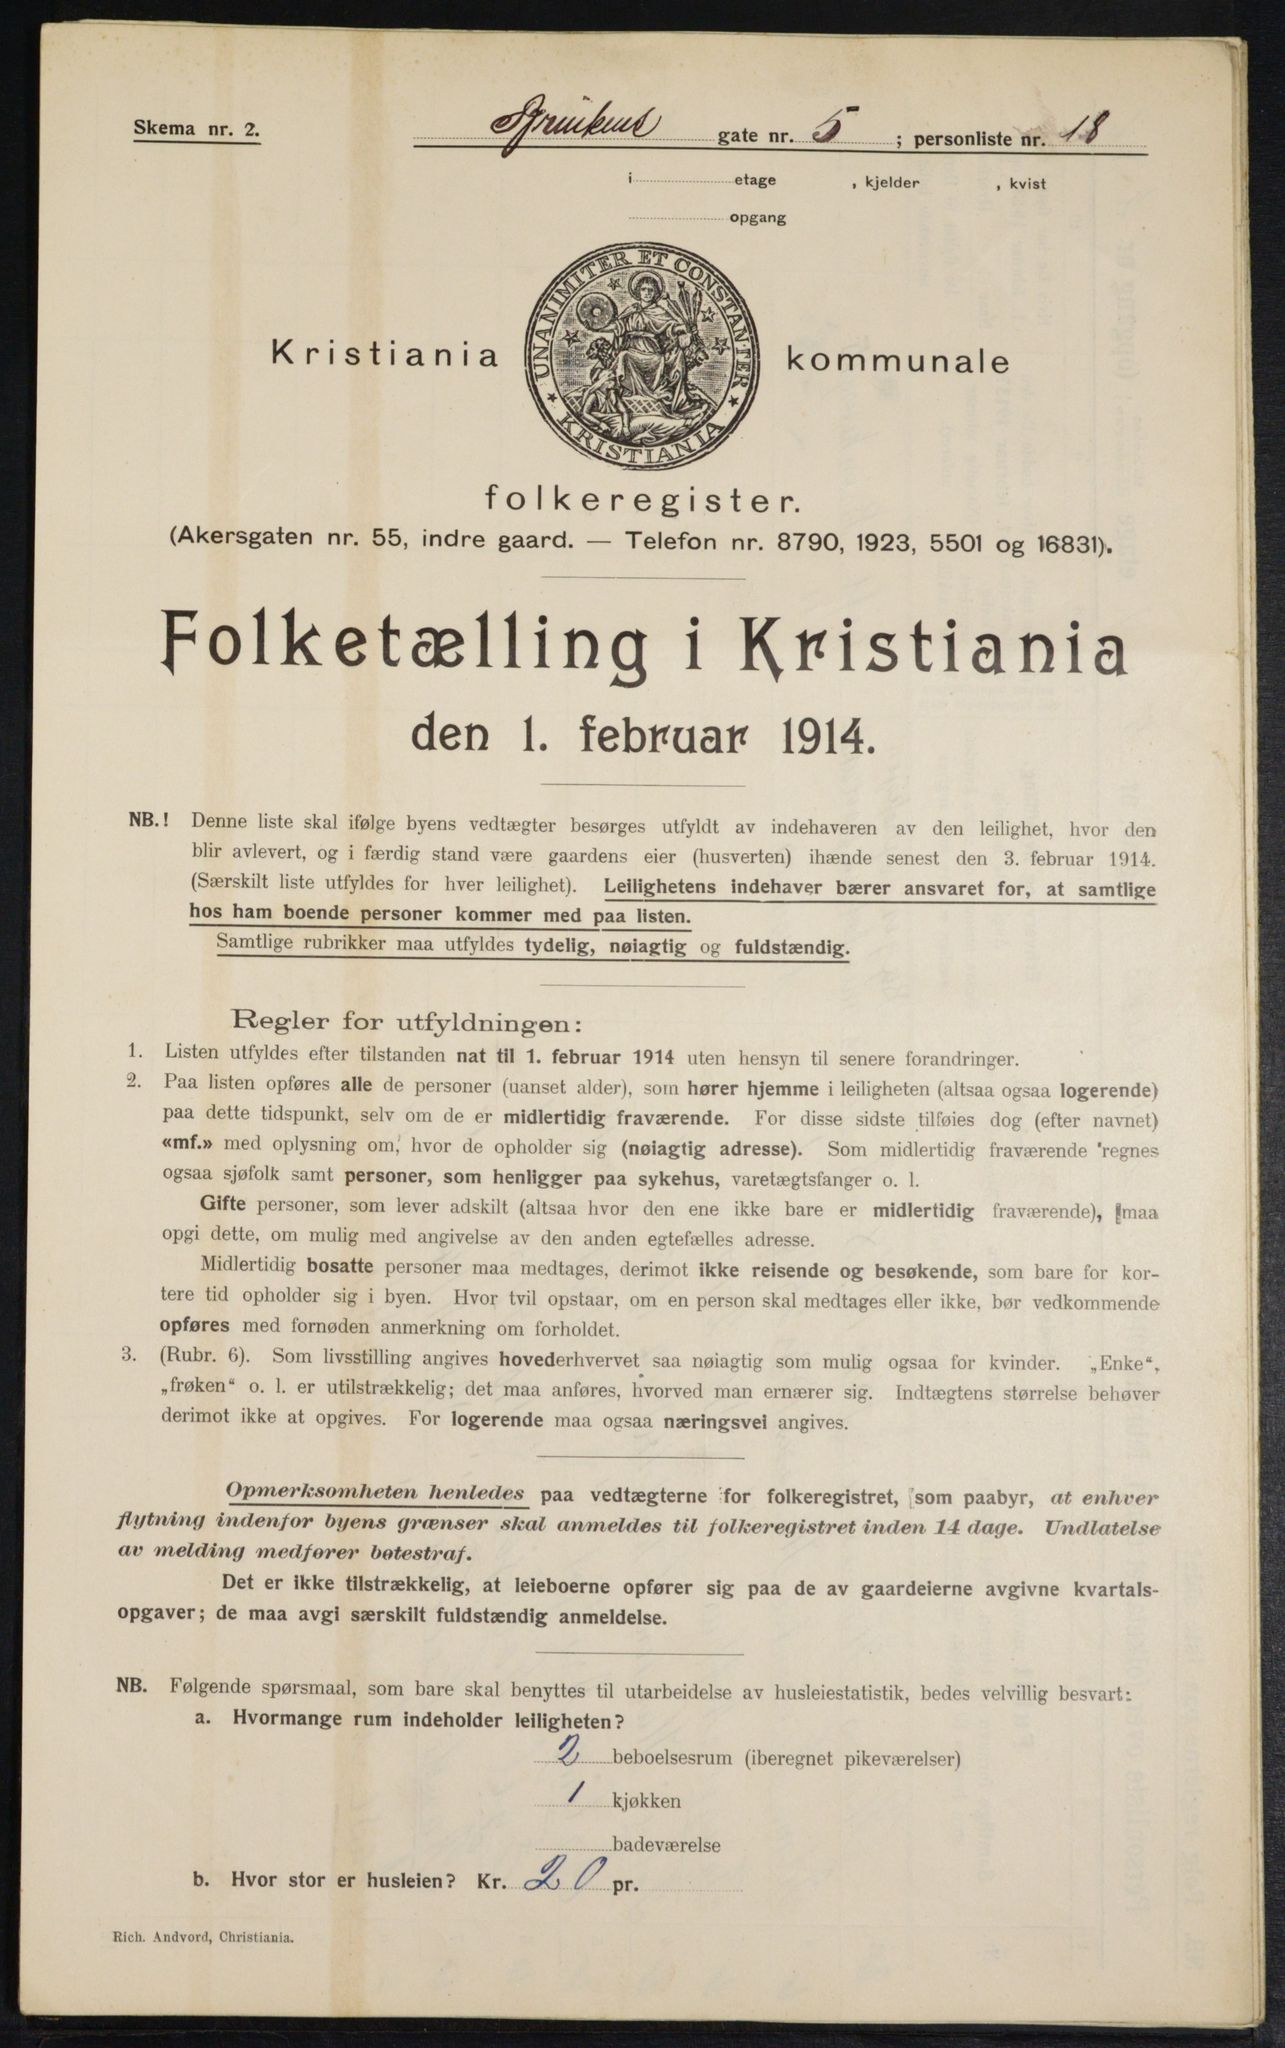 Skema nr. 2.
Brinkens gate nr. 5 ; personliste nr. 18
i etage , kjelder , kvist
opgang
UNANIMITER ET CONSTANTER
KRISTIANIA
Kristiania kommunale
folkeregister.
(Akersgaten nr. 55, indre gaard. — Telefon nr. 8790, 1923, 5501 og 16831).
Folketælling i Kristiania
den 1. februar 1914.
NB.! Denne liste skal ifølge byens vedtægter besørges utfyldt av indehaveren av den leilighet, hvor den
blir avlevert, og i færdig stand være gaardens eier (husverten) ihænde senest den 3. februar 1914.
(Særskilt liste utfyldes for hver leilighet). Leilighetens indehaver bærer ansvaret for, at samtlige
hos ham boende personer kommer med paa listen.
Samtlige rubrikker maa utfyldes tydelig, nøiagtig og fuldstændig.
Regler for utfyldningen:
1. Listen utfyldes efter tilstanden nat til 1. februar 1914 uten hensyn til senere forandringer.
2. Paa listen opføres alle de personer (uanset alder), som hører hjemme i leiligheten (altsaa ogsaa logerende)
paa dette tidspunkt, selv om de er midlertidig fraværende. For disse sidste tilføies dog (efter navnet)
«mf.» med oplysning om, hvor de opholder sig (nøiagtig adresse). Som midlertidig fraværende regnes
ogsaa sjøfolk samt personer, som henligger paa sykehus, varetægtsfanger o. l.
Gifte personer, som lever adskilt (altsaa hvor den ene ikke bare er midlertidig fraværende), maa
opgi dette, om mulig med angivelse av den anden egtefælles adresse.
Midlertidig bosatte personer maa medtages, derimot ikke reisende og besøkende, som bare for kor-
tere tid opholder sig i byen. Hvor tvil opstaar, om en person skal medtages eller ikke, bør vedkommende
opføres med fornøden anmerkning om forholdet.
3. (Rubr. 6). Som livsstilling angives hovederhvervet saa nøiagtig som mulig ogsaa for kvinder. „Enke“,
„frøken“ o. l. er utilstrækkelig; det maa anføres, hvorved man ernærer sig. Indtægtens størrelse behøver
derimot ikke at opgives. For logerende maa ogsaa næringsvei angives.
Opmerksomheten henledes paa vedtægterne for folkeregistret, som paabyr, at enhver
flytning indenfor byens grænser skal anmeldes til folkeregistret inden 14 dage. Undlatelse
av melding medfører bøtestraf.
Det er ikke tilstrækkelig, at leieboerne opfører sig paa de av gaardeierne avgivne kvartals-
opgaver; de maa avgi særskilt fuldstændig anmeldelse.
NB. Følgende spørsmaal, som bare skal benyttes til utarbeidelse av husleiestatistik, bedes velvillig besvart:
a. Hvormange rum indeholder leiligheten?
2 beboelsesrum (iberegnet pikeværelser)
1 kjøkken
badeværelse
b. Hvor stor er husleien? Kr. 20 pr.
Rich. Andvord, Christiania.